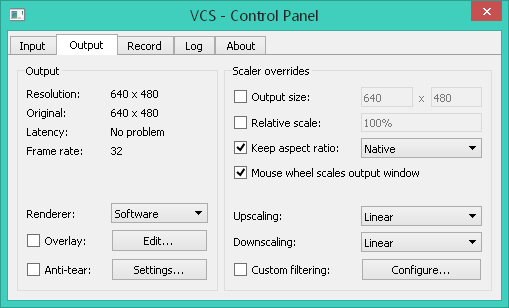 VCS - Control Panel
Input Output Record Log About
Output
Resolution: 640 x 480
Original: 640 x 480
Latency: No problem
Frame rate: 32
Renderer: Software
Overlay: Edit...
Anti-tear: Settings...
Scaler overrides
Output size: 640 x 480
Relative scale: 100%
Keep aspect ratio: Native
Mouse wheel scales output window
Upscaling: Linear
Downscaling: Linear
Custom filtering: Configure...